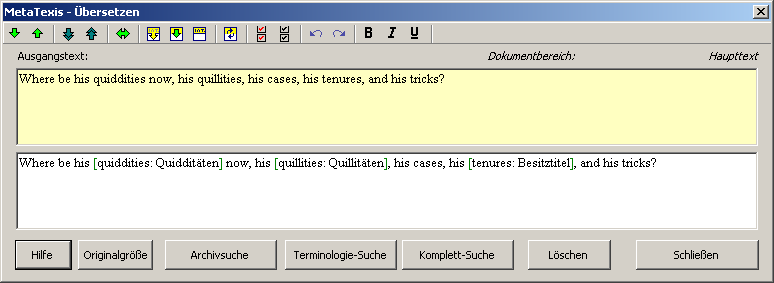 MetaTexis - Übersetzen
B I U
Ausgangstext: Dokumentbereich: Haupttext
Where be his quiddities now, his quillities, his cases, his tenures, and his tricks?
Where be his [quiddities: Quidditäten] now, his [quillities: Quillitäten], his cases, his [tenures: Besitztitel], and his tricks?
Hilfe Originalgröße Archivsuche Terminologie-Suche Komplett-Suche Löschen Schließen